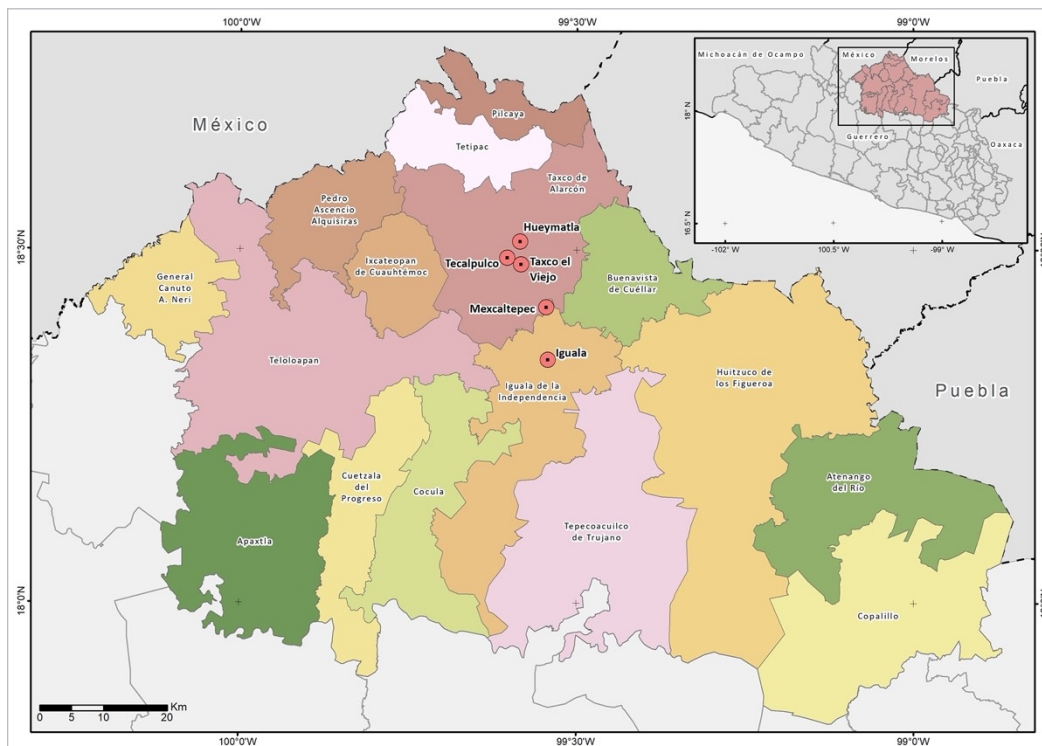 100°0'W
99°30'W
99°0'W
Michoacán de Ocampo
México
Morelos
Puebla
18° N
Guerrero
Oaxaca
16.5°N
-102° W
100.5°W
-99° W
México
Pilcaya
Tetipac
Taxco de
Alarcón
Pedro
Ascencio
Alquisiras
Hueymatla
18°30'N
Ixcateopan
de Cuauhtémoc
Tecalpulco
Taxco el
Viejo
General
Canuto
A. Neri
Buenavista
de Cuéllar
Mexcaltepec
Iguala
Teloloapan
Huitzuco de
los Figueroa
Iguala de la
Independencia
Puebla
Cuetzala
del
Progreso
Cocula
Atenango
del Río
Apaxtla
Tepecoacuilco
de Trujano
18°0'N
Copalillo
Km
0 5 10 20
100°0'W
99°30'W
99°0'W